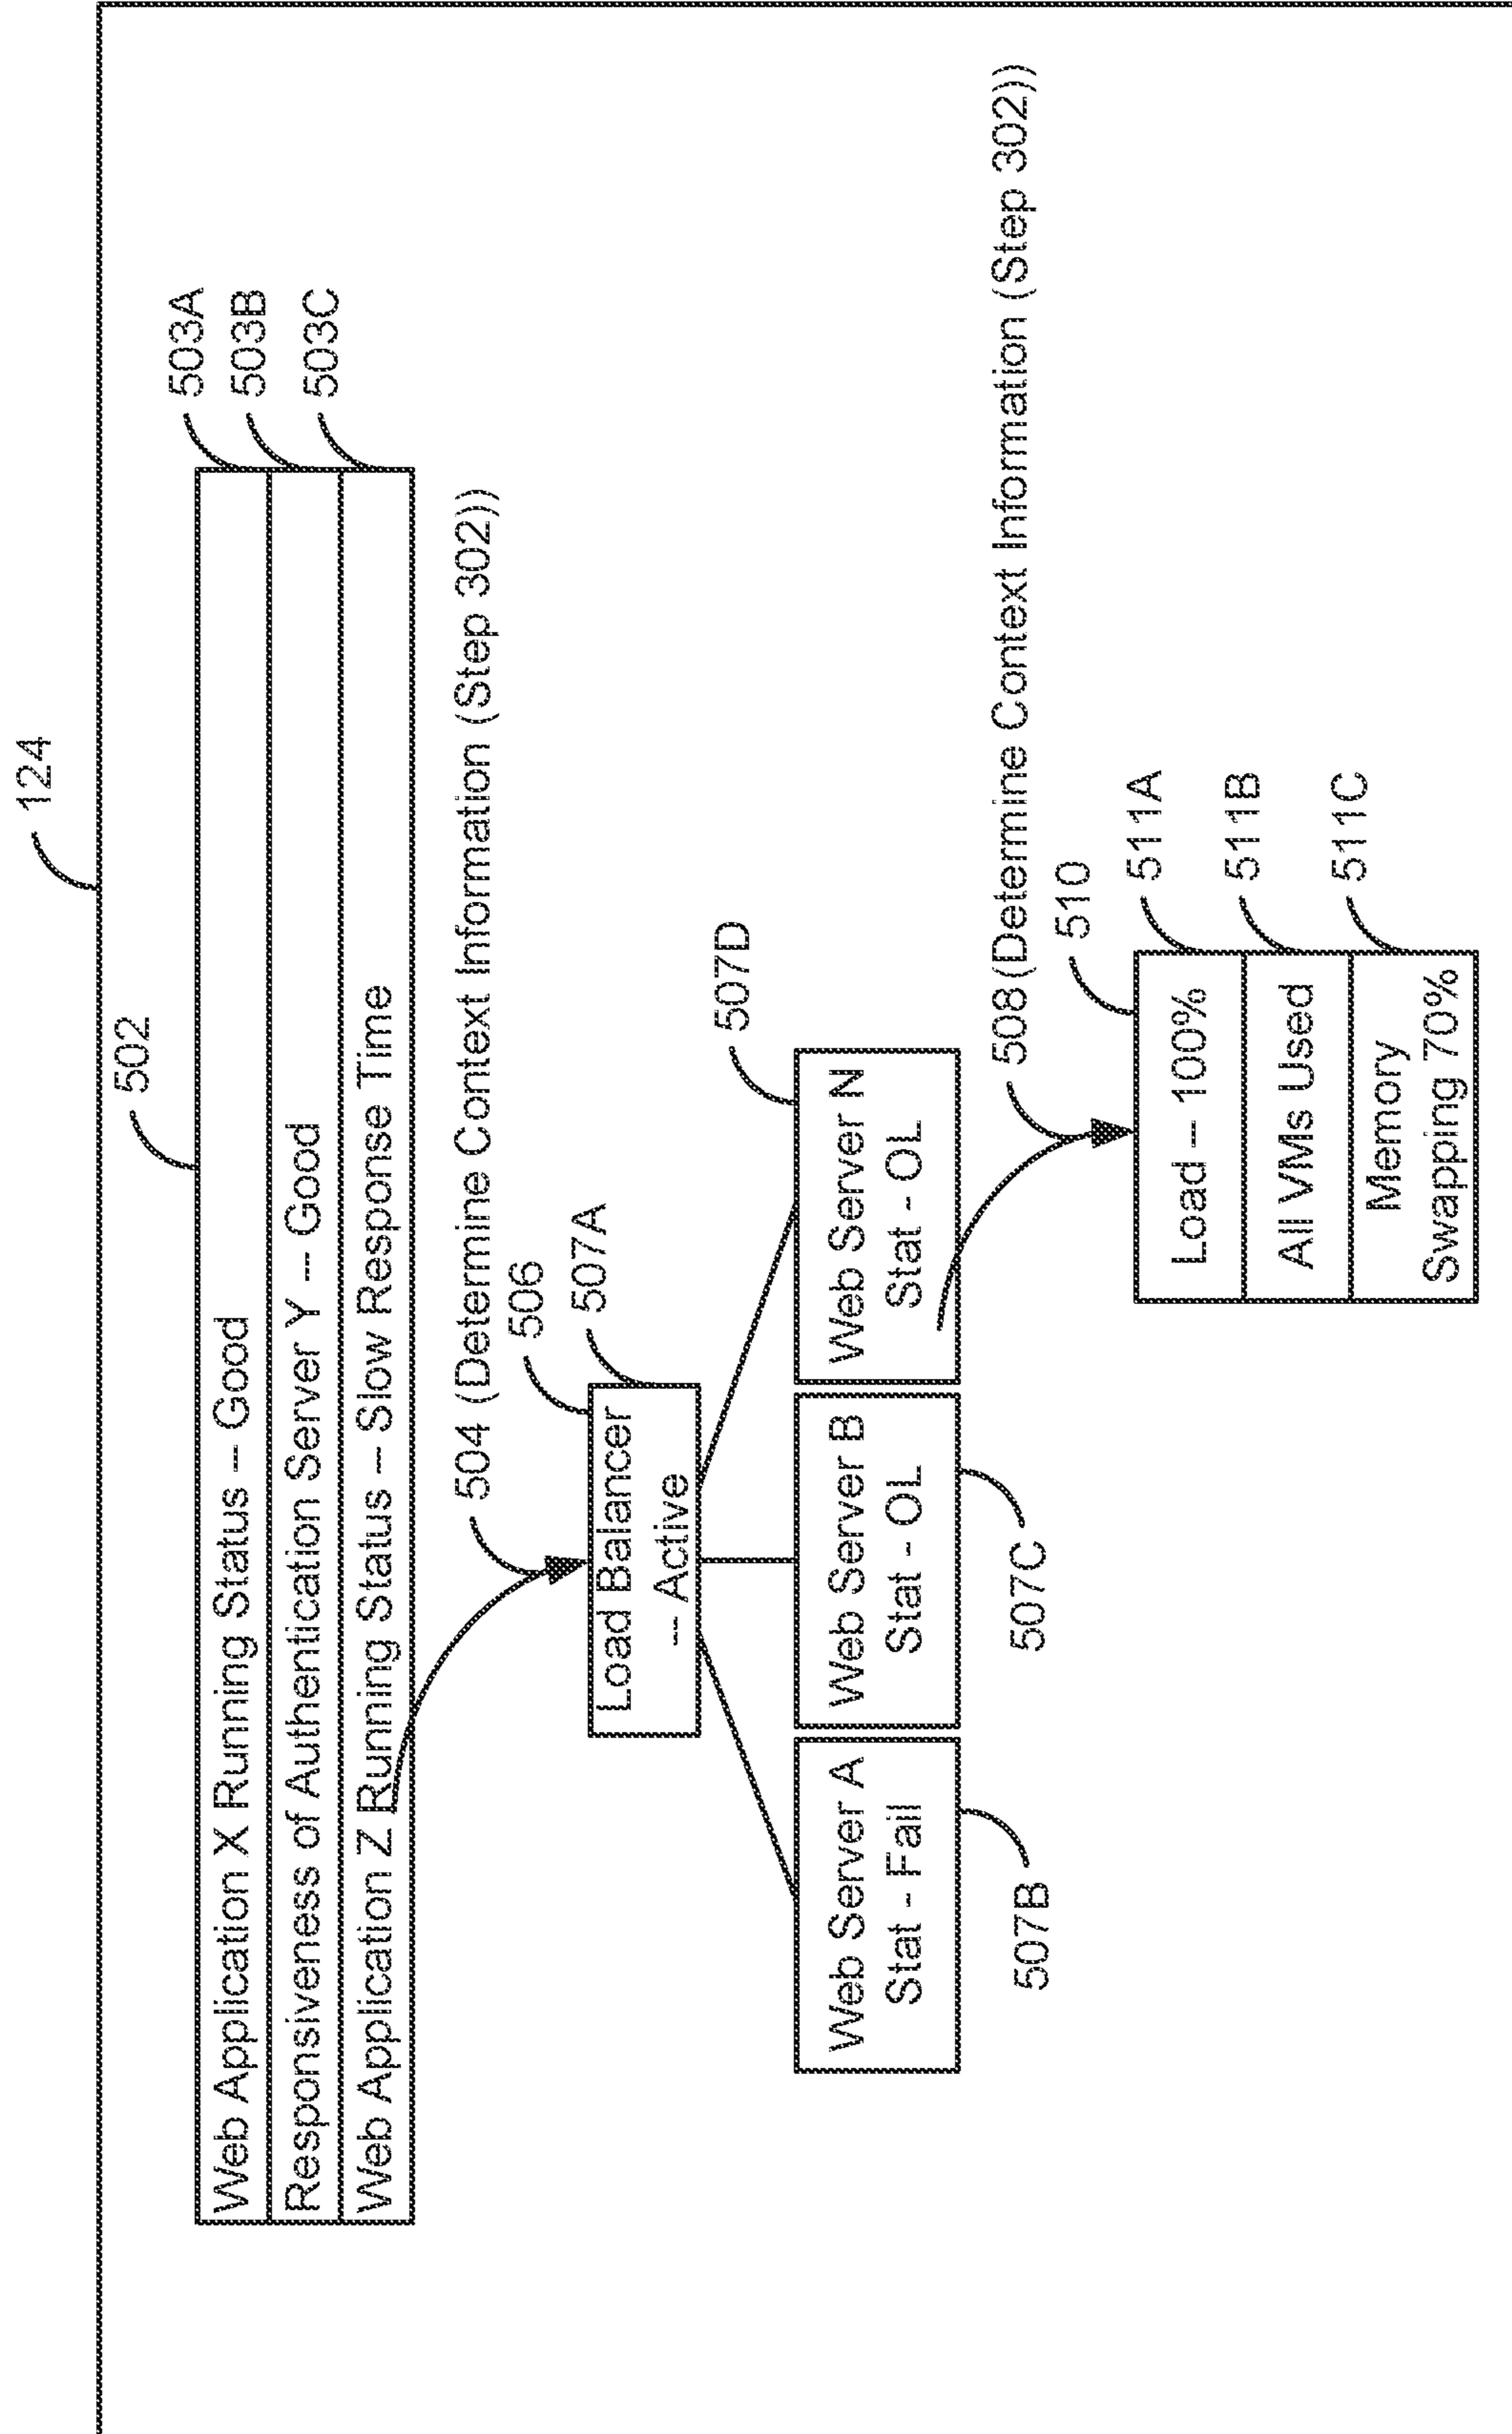 124
502
Web Application X Running Status -- Good
503A
Responsiveness of Authentication Server Y -- Good
503B
Web Application Z Running Status – Slow Response Time
503C
504 (Determine Context Information (Step 302))
506
Load Balancer
-- Active
507A
507D
Web Server A
Stat - Fail
Web Server B
Stat - OL
Web Server N
Stat - OL
507B
507C
508(Determine Context Information (Step 302))
510
Load -- 100%
511A
All VMs Used
511B
Memory
Swapping 70%
511C